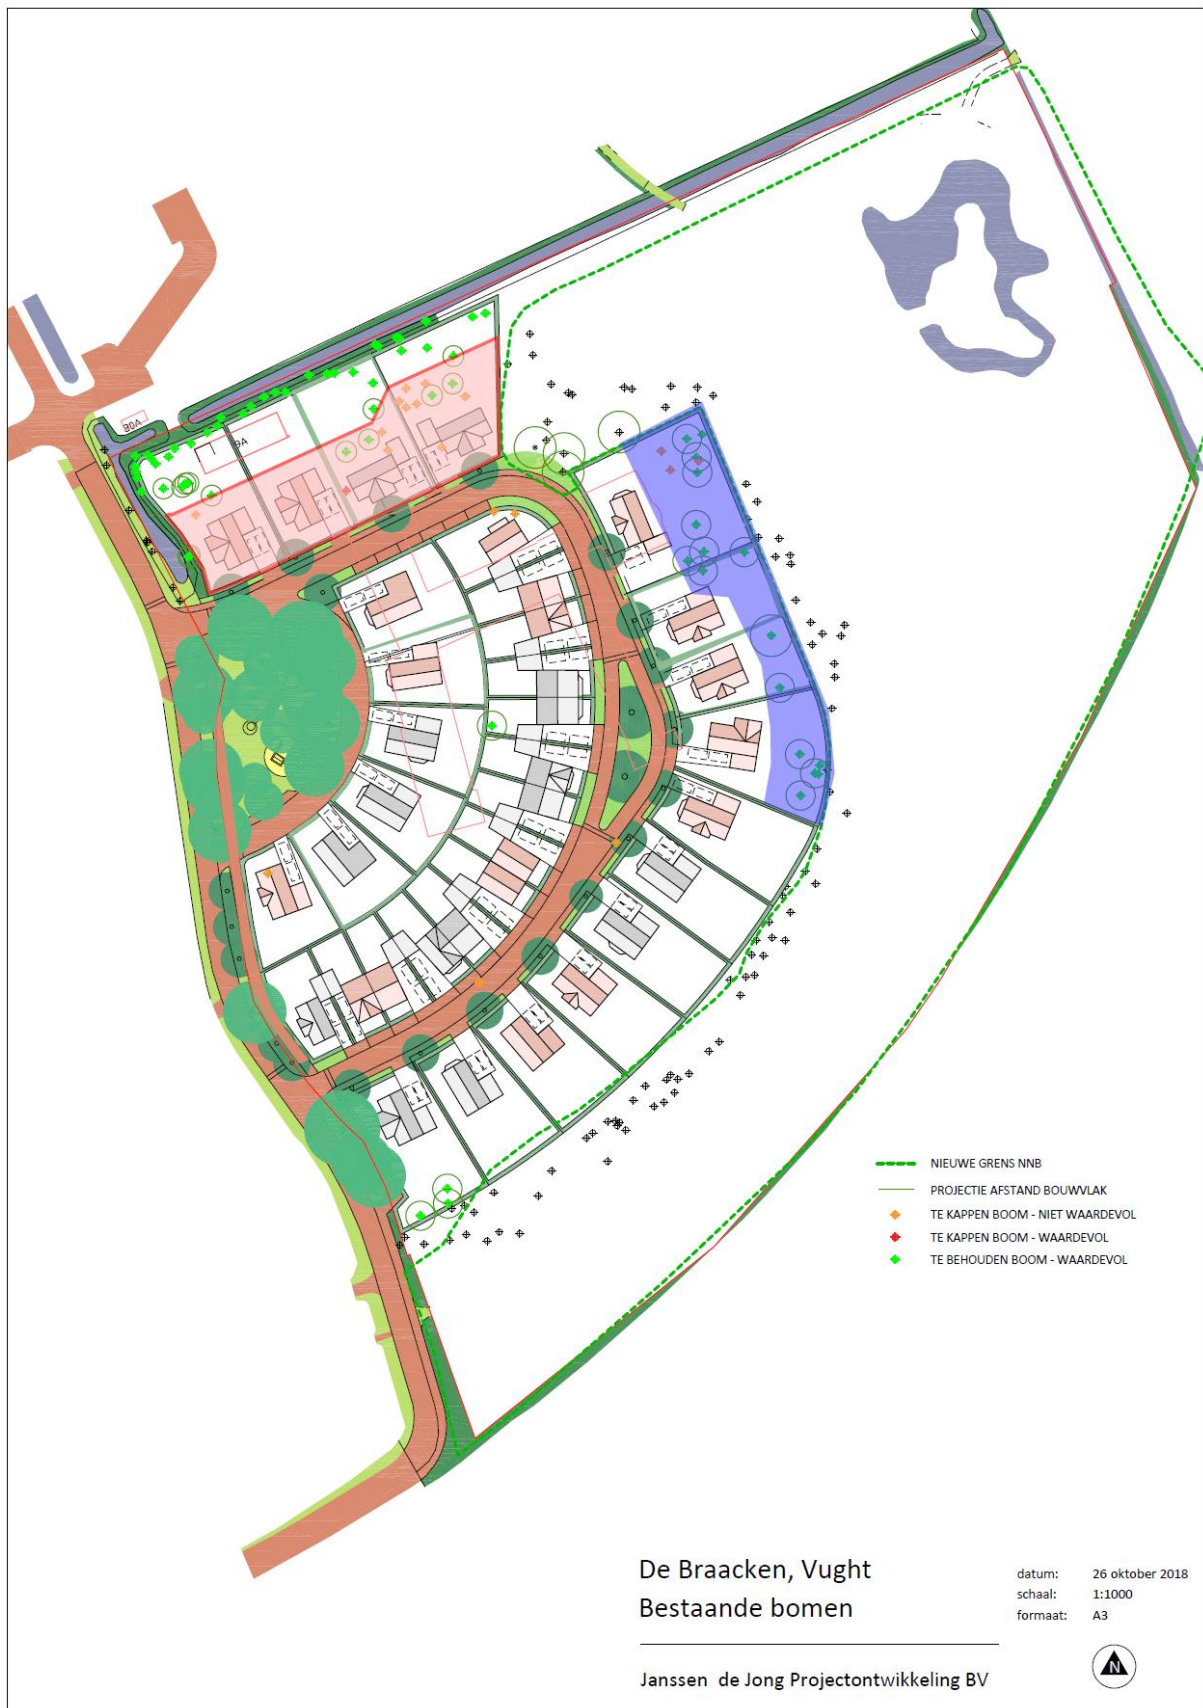 80A
9A
NIEUWE GRENS NNB
PROJECTIE AFSTAND BOUWVLAK
TE KAPPEN BOOM - NIET WAARDEVOL
TE KAPPEN BOOM - WAARDEVOL
TE BEHOUDEN BOOM - WAARDEVOL
De Braacken, Vught
Bestaande bomen
datum: 26 oktober 2018
schaal: 1:1000
formaat: A3
Janssen de Jong Projectontwikkeling BV
N